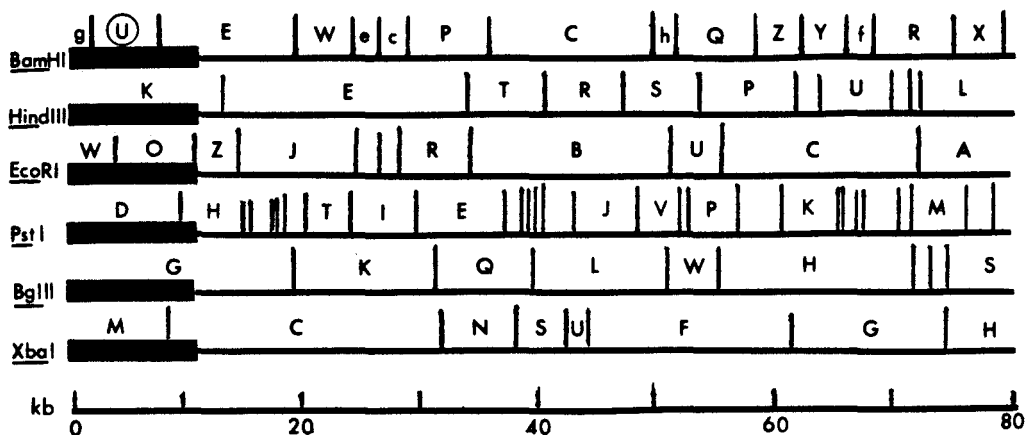 g U E W e c P C h Q Z Y f R X
BamHI
K E T R S P U L
HindIII
W O Z J R B U C A
EcoRI
D H T I E J V P K M
PstI
G K Q L W H S
BglII
M C N S U F G H
XbaI
kb
0 20 40 60 80